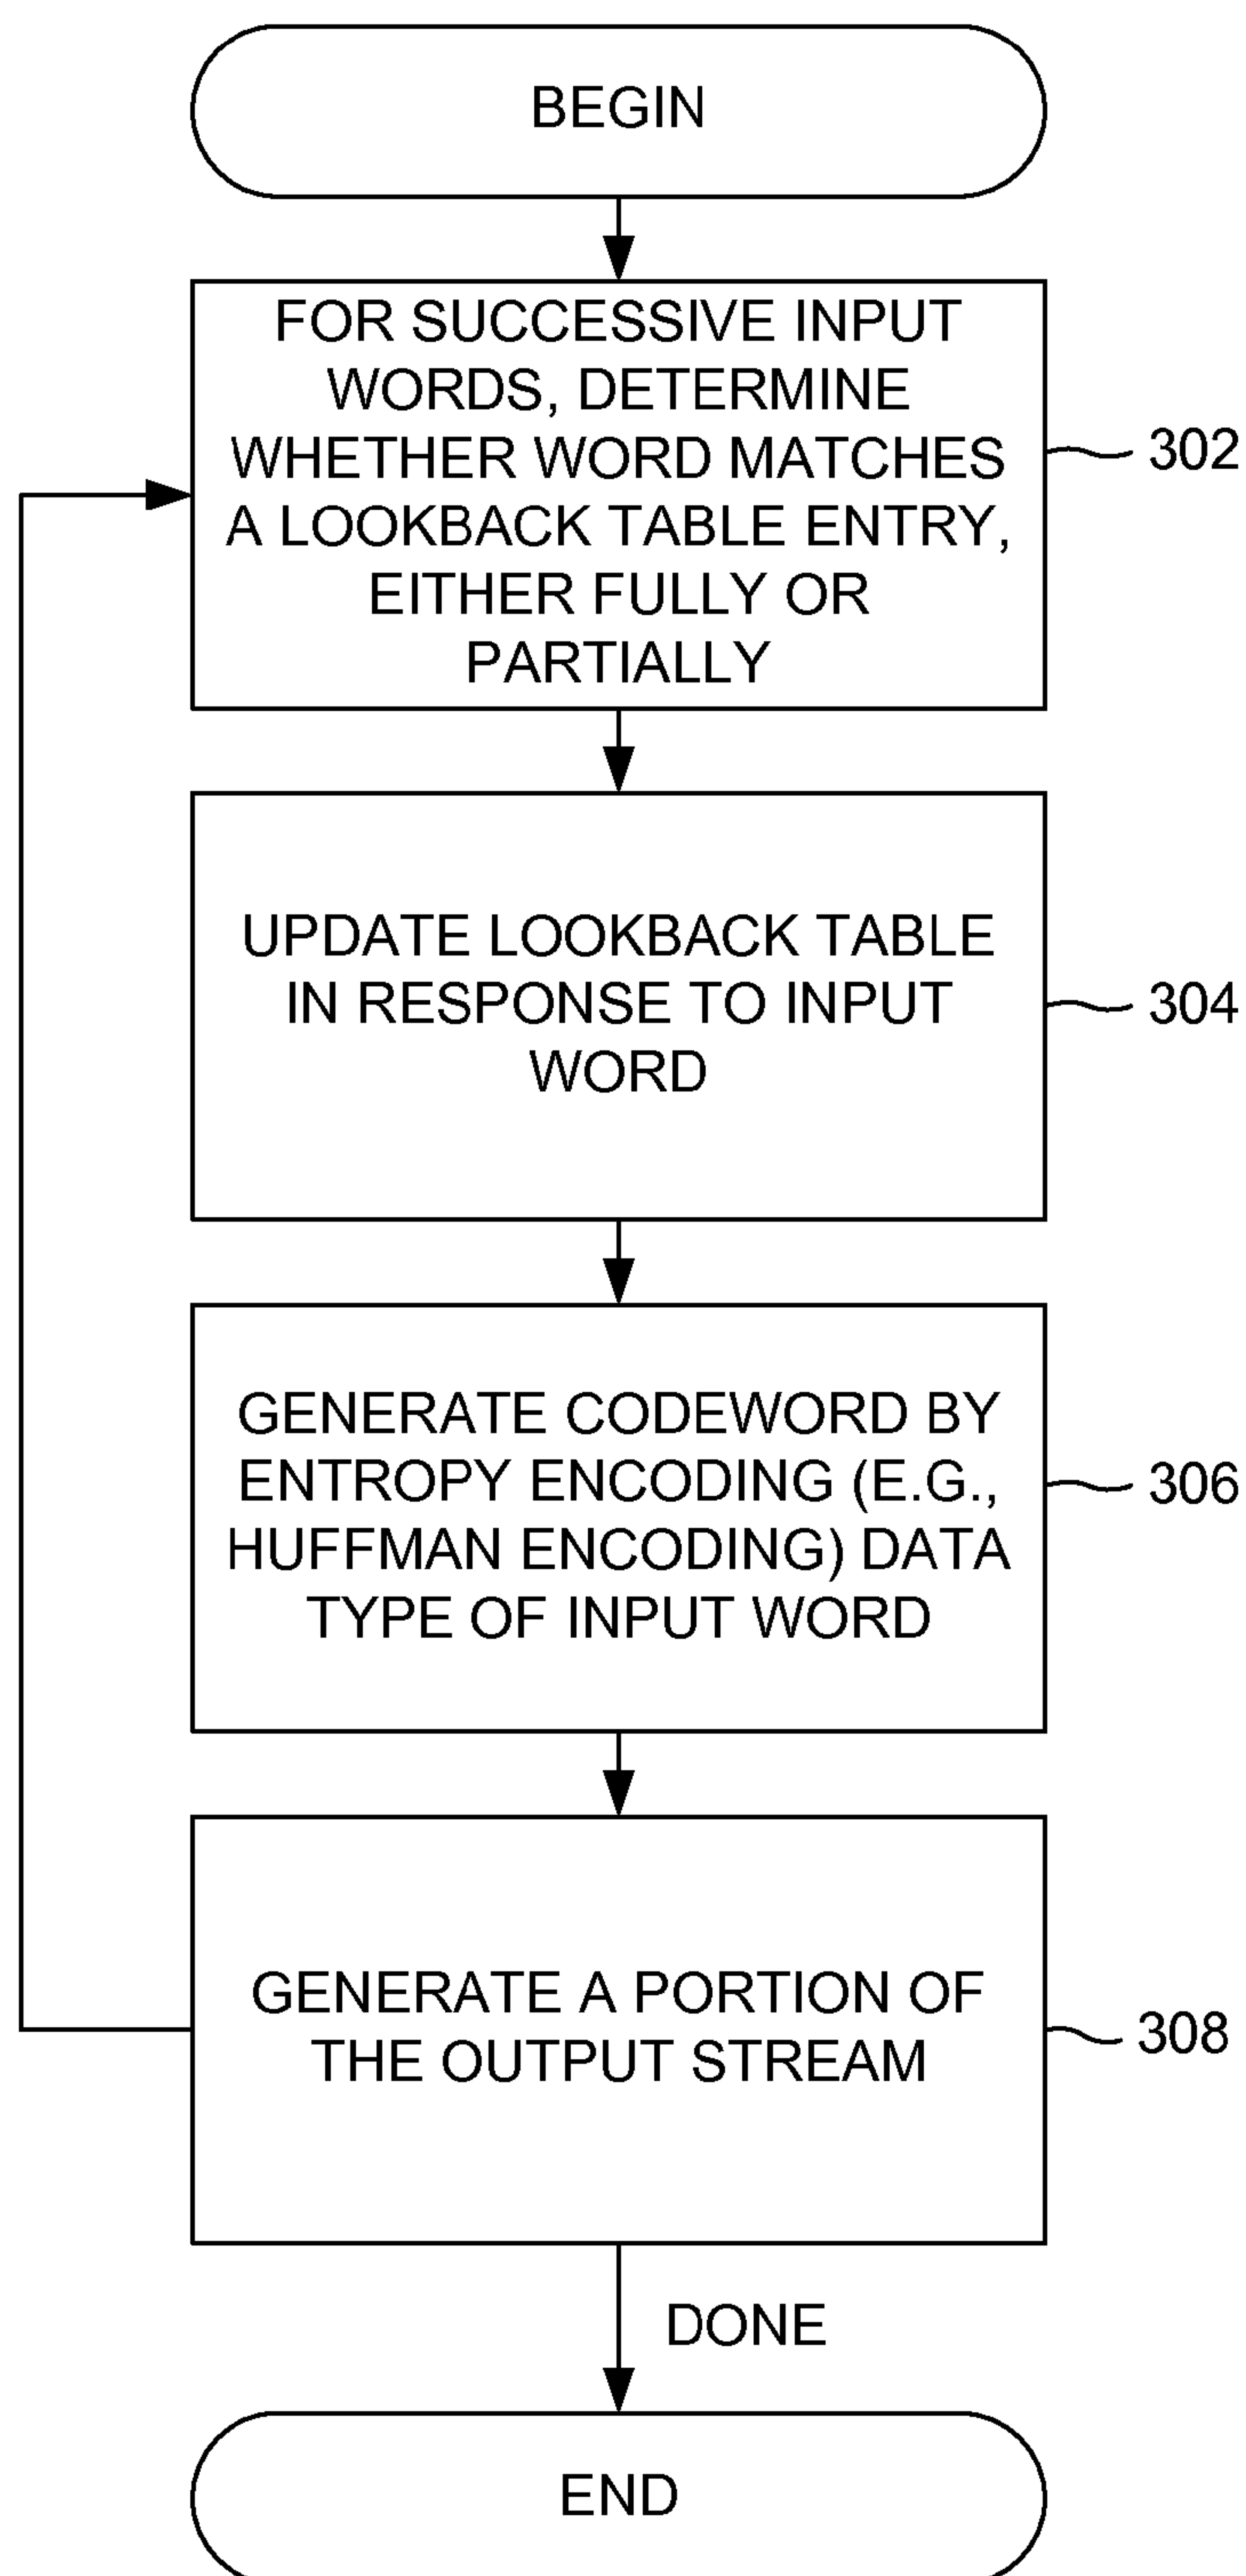 BEGIN
FOR SUCCESSIVE INPUT
WORDS, DETERMINE
WHETHER WORD MATCHES
A LOOKBACK TABLE ENTRY,
EITHER FULLY OR
PARTIALLY
302
UPDATE LOOKBACK TABLE
IN RESPONSE TO INPUT
WORD
304
GENERATE CODEWORD BY
ENTROPY ENCODING (E.G.,
HUFFMAN ENCODING) DATA
TYPE OF INPUT WORD
306
GENERATE A PORTION OF
THE OUTPUT STREAM
308
DONE
END